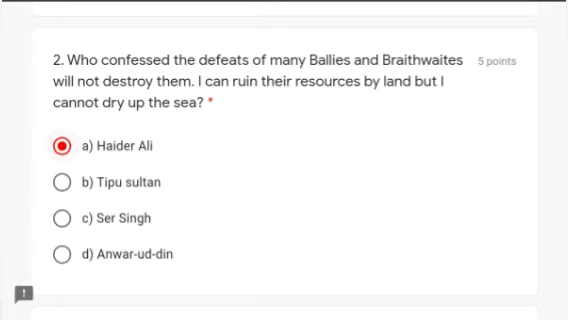 2. Who confessed the defeats of many Ballies and Braithwaites 5 points
will not destroy them. I can ruin their resources by land but I
cannot dry up the sea? *
a) Haider Ali
b) Tipu sultan
c) Ser Singh
d) Anwar-ud-din